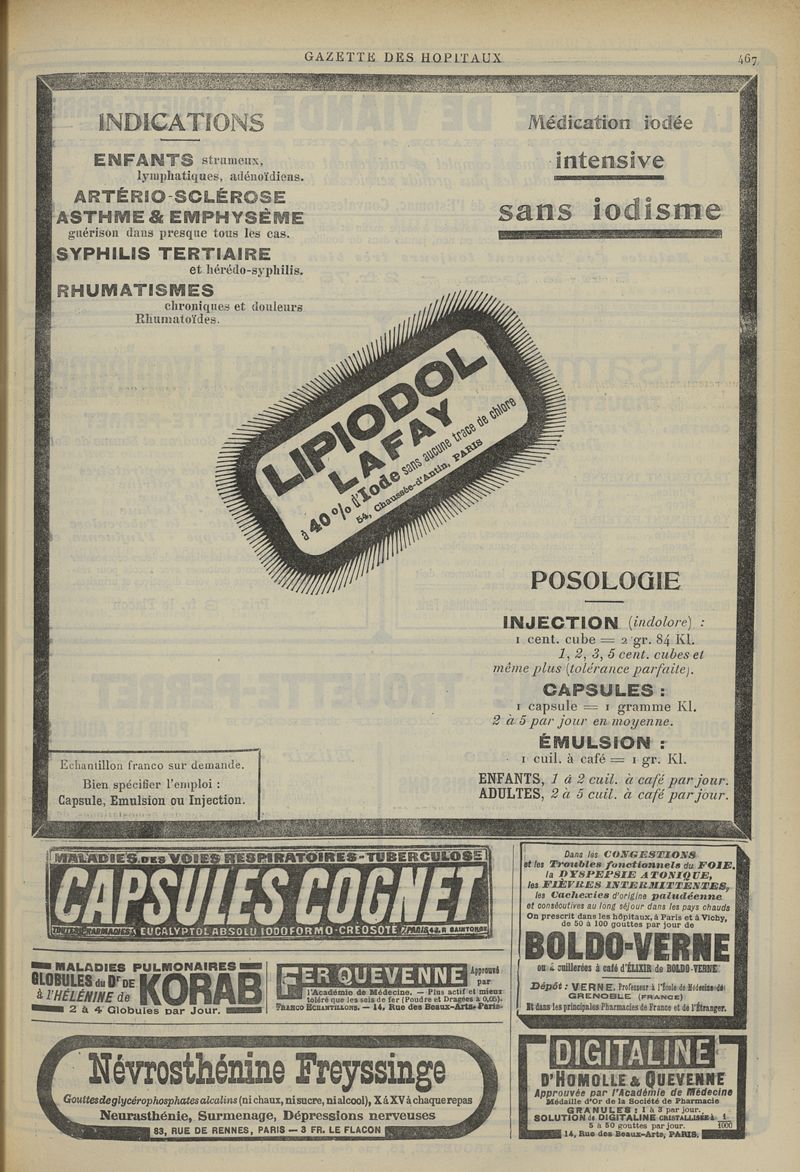 GAZETTE DES HOPITAUX
467
INDICATIONS
ENFANTS strumeux,
lymphatiques, adénoïdiens.
ARTÉRIO-SCLÉROSE
ASTHME & EMPHYSÈME
guérison dans presque tous les cas.
SYPHILIS TERTIAIRE
et hérédo-syphilis.
RHUMATISMES
chroniques et douleurs
Rhumatoïdes.
Médication iodée
intensive
sans iodisme
LIPIODOL
LAFAY
à 40% d'Iode sans aucune trace de chlore
54, Chaussée-d'Antin, PARIS
POSOLOGIE
INJECTION (indolore) :
1 cent. cube = 2 gr. 84 KI.
1, 2, 3, 5 cent. cubes et
même plus (tolérance parfaite).
CAPSULES :
1 capsule = 1 gramme KI.
2 à 5 par jour en moyenne.
ÉMULSION :
1 cuil. à café = 1 gr. KI.
ENFANTS, 1 à 2 cuil. à café par jour.
ADULTES, 2 à 5 cuil. à café par jour.
Echantillon franco sur demande.
Bien spécifier l'emploi :
Capsule, Emulsion ou Injection.
MALADIES DES VOIES RESPIRATOIRES - TUBERCULOSE
CAPSULES COGNET
TOUTES PHARMACIES EUCALYPTOL ABSOLU IODOFORMO-CREOSOTÉ PARIS, 43, R. SAINTONGE
MALADIES PULMONAIRES
GLOBULES du Dr DE KORAB
à l'HÉLÉNINE de
2 à 4 Globules par Jour.
FER QUEVENNE Approuvé
par
l'Académie de Médecine. — Plus actif et mieux
toléré que les sels de fer (Poudre et Dragées à 0,05).
FRANCO ECHANTILLONS. — 14, Rue des Beaux-Arts, Paris.
Névrosthénine Freyssinge
Gouttes de glycérophosphates alcalins (ni chaux, ni sucre, ni alcool), X à XV à chaque repas
Neurasthénie, Surmenage, Dépressions nerveuses
83, RUE DE RENNES, PARIS — 3 FR. LE FLACON
Dans les CONGESTIONS
et les Troubles fonctionnels du FOIE,
la DYSPEPSIE ATONIQUE,
les FIÈVRES INTERMITTENTES,
les Cachexies d'origine paludéenne
et consécutives au long séjour dans les pays chauds
On prescrit dans les hôpitaux, à Paris et à Vichy,
de 50 à 100 gouttes par jour de
BOLDO-VERNE
ou 4 cuillerées à café d'ÉLIXIR de BOLDO-VERNE
Dépôt : VERNE, Professeur à l'École de Médecine de
GRENOBLE (FRANCE)
Et dans les principales Pharmacies de France et de l'Étranger.
DIGITALINE
D'HOMOLLE & QUEVENNE
Approuvée par l'Académie de Médecine
Médaille d'Or de la Société de Pharmacie
GRANULES : 1 à 3 par jour.
SOLUTION de DIGITALINE CRISTALLISÉE à 1/1000
5 à 50 gouttes par jour.
14, Rue des Beaux-Arts, PARIS.